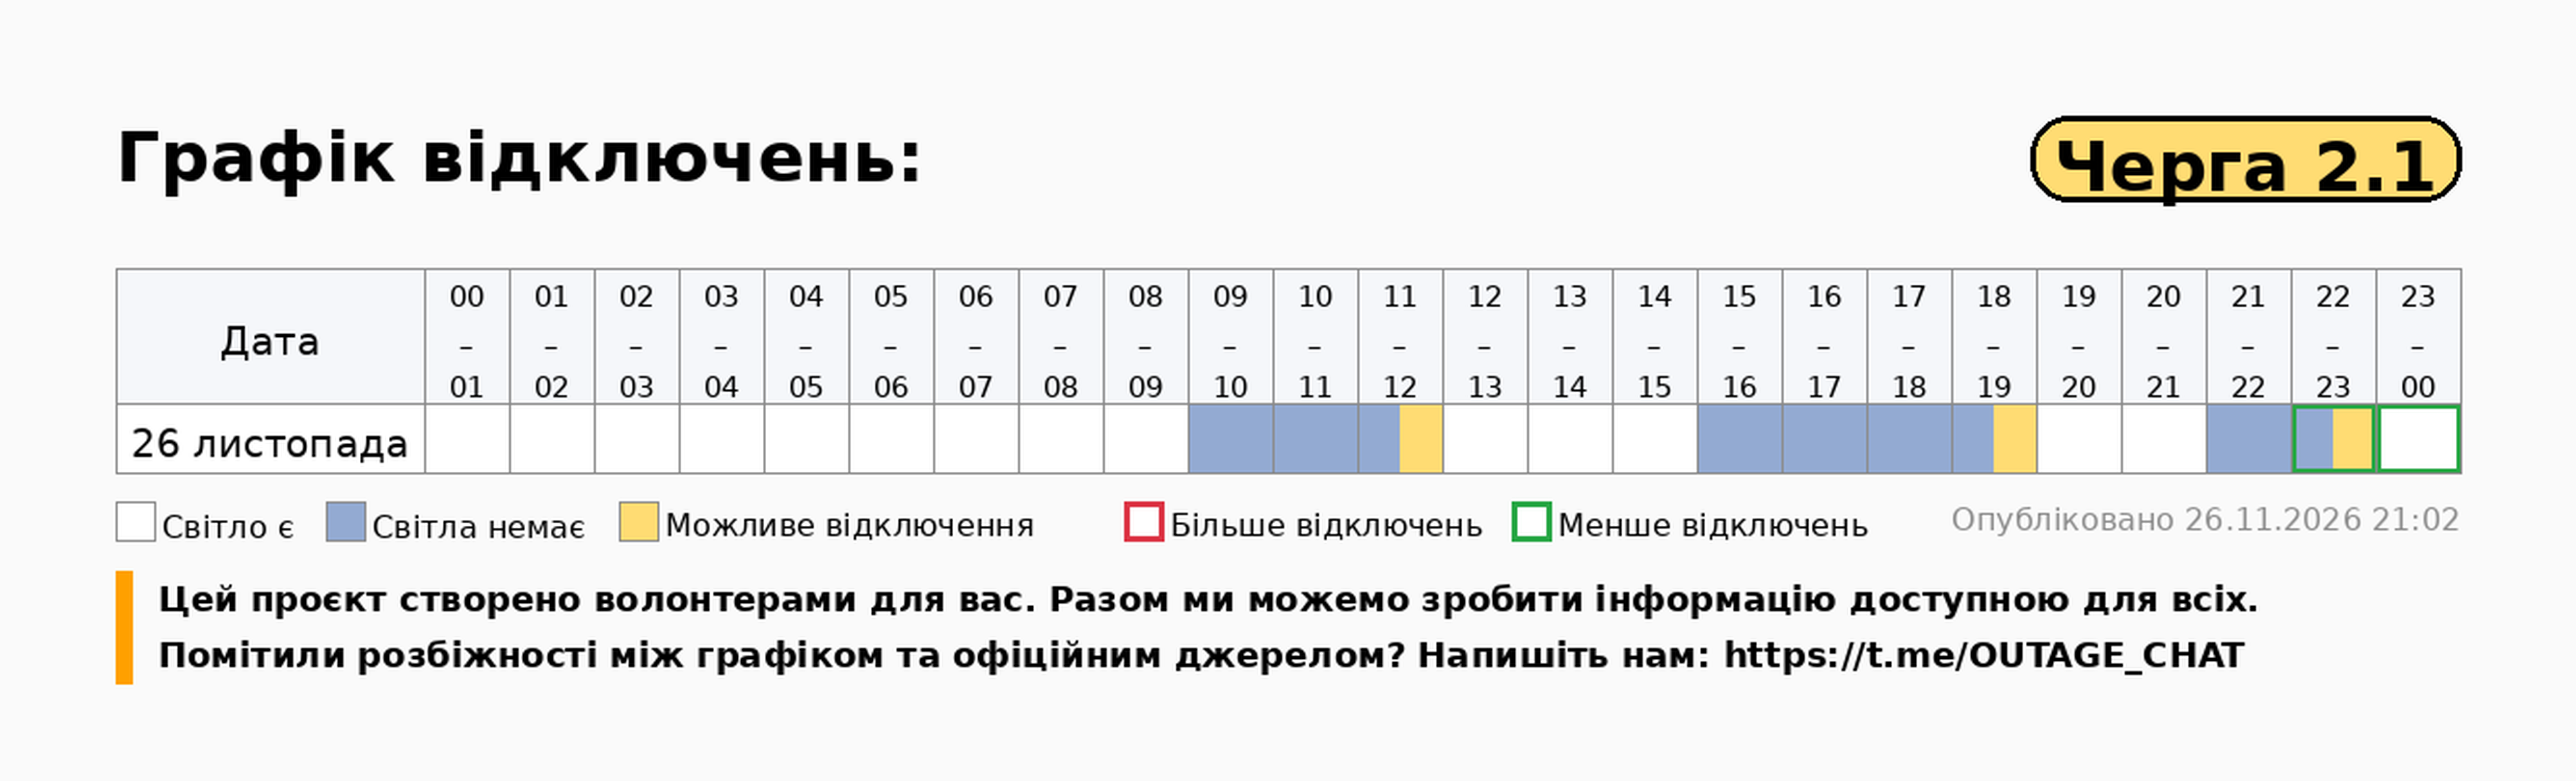 Графік відключень:
Черга 2.1
Дата 00 – 01 01 – 02 02 – 03 03 – 04 04 – 05 05 – 06 06 – 07 07 – 08 08 – 09 09 – 10 10 – 11 11 – 12 12 – 13 13 – 14 14 – 15 15 – 16 16 – 17 17 – 18 18 – 19 19 – 20 20 – 21 21 – 22 22 – 23 23 – 00
26 листопада
Світло є Світла немає Можливе відключення Більше відключень Менше відключень Опубліковано 26.11.2026 21:02
Цей проєкт створено волонтерами для вас. Разом ми можемо зробити інформацію доступною для всіх.
Помітили розбіжності між графіком та офіційним джерелом? Напишіть нам: https://t.me/OUTAGE_CHAT